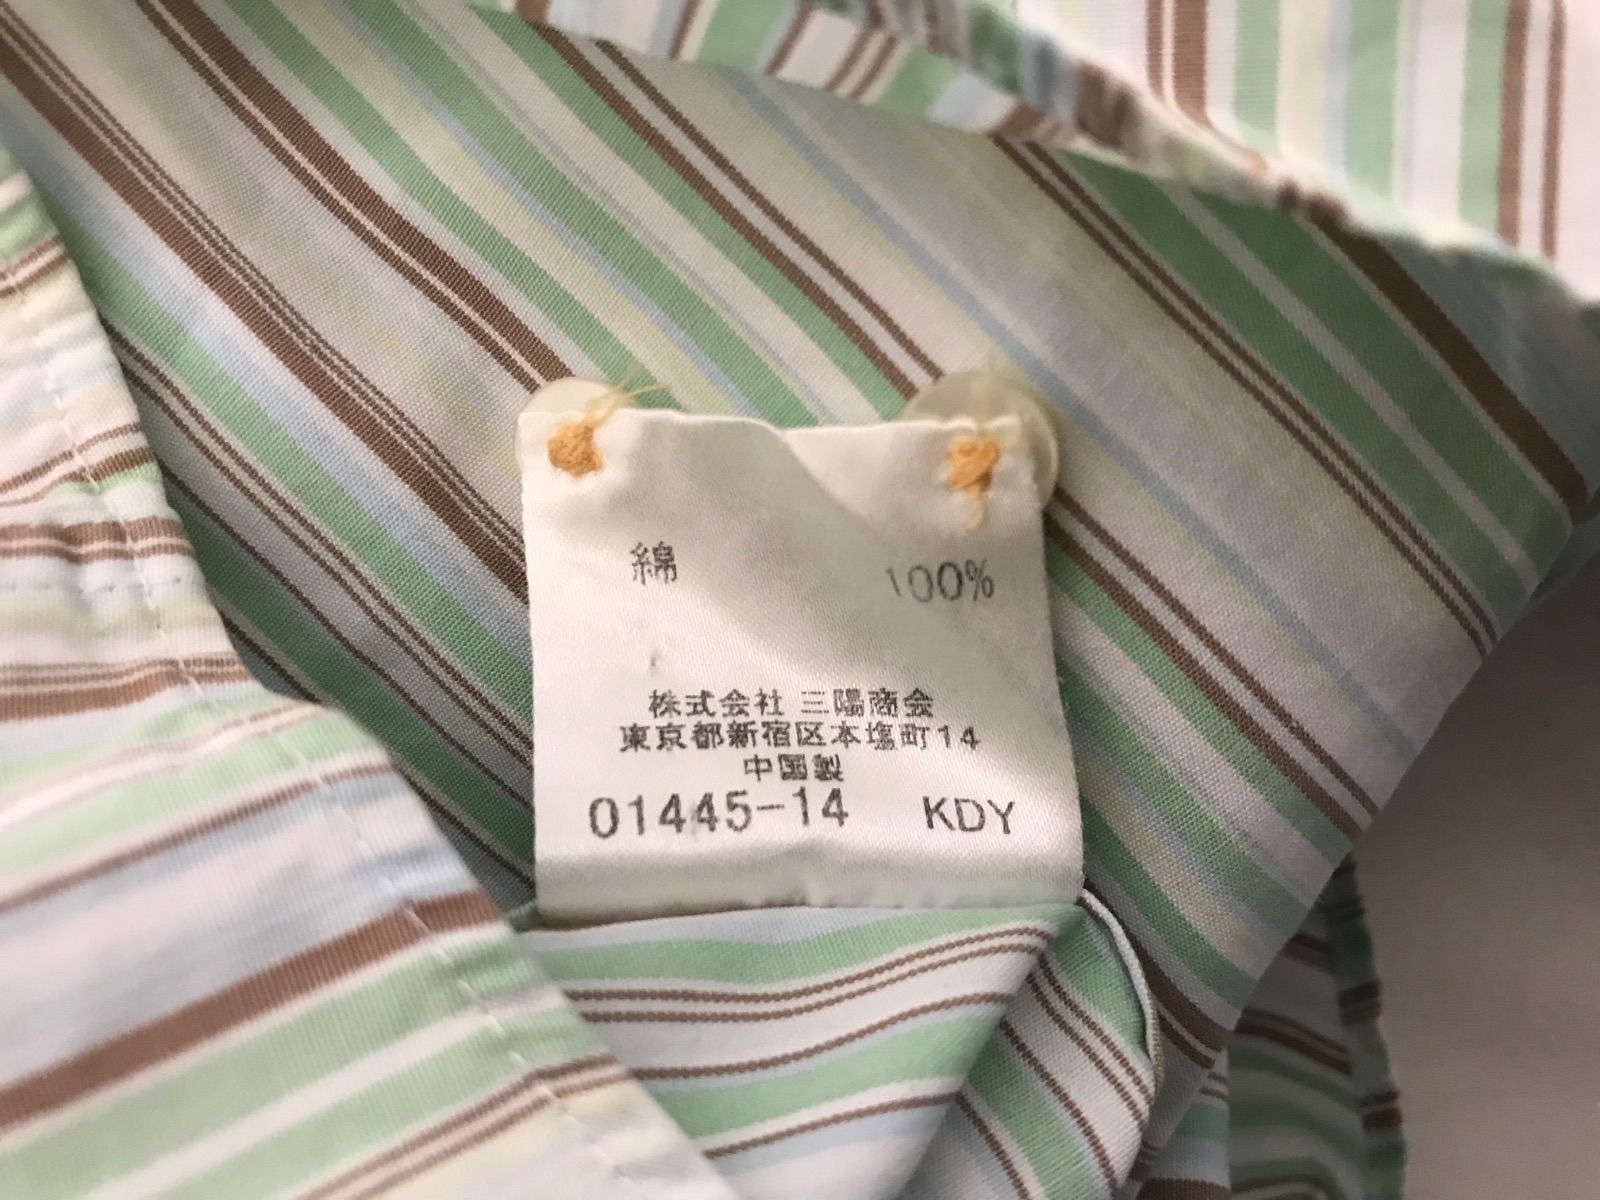 綿 100%
株式会社 三陽商会
東京都新宿区本塩町14
中国製
01445-14 KDY